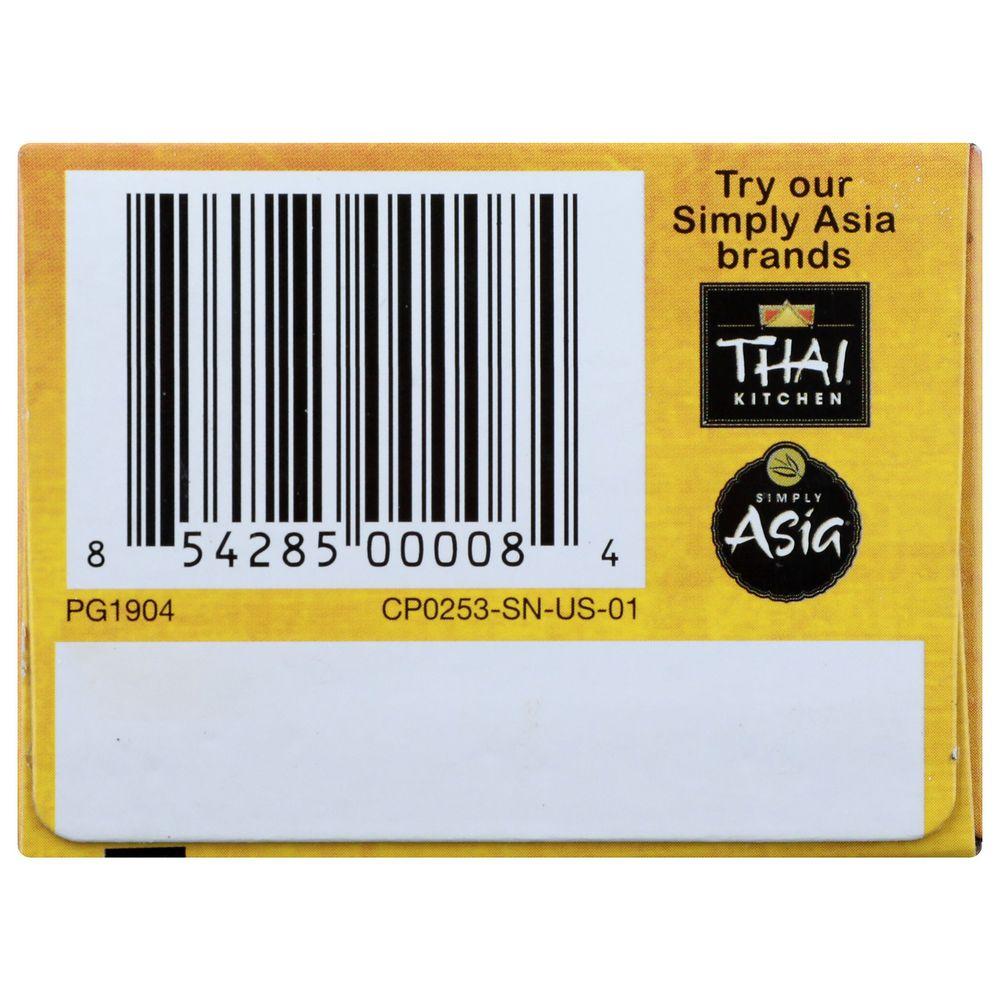 Try our
Simply Asia
brands
THAI
KITCHEN
SIMPLY
Asia
8 54285 00008 4
PG1904 CP0253-SN-US-01